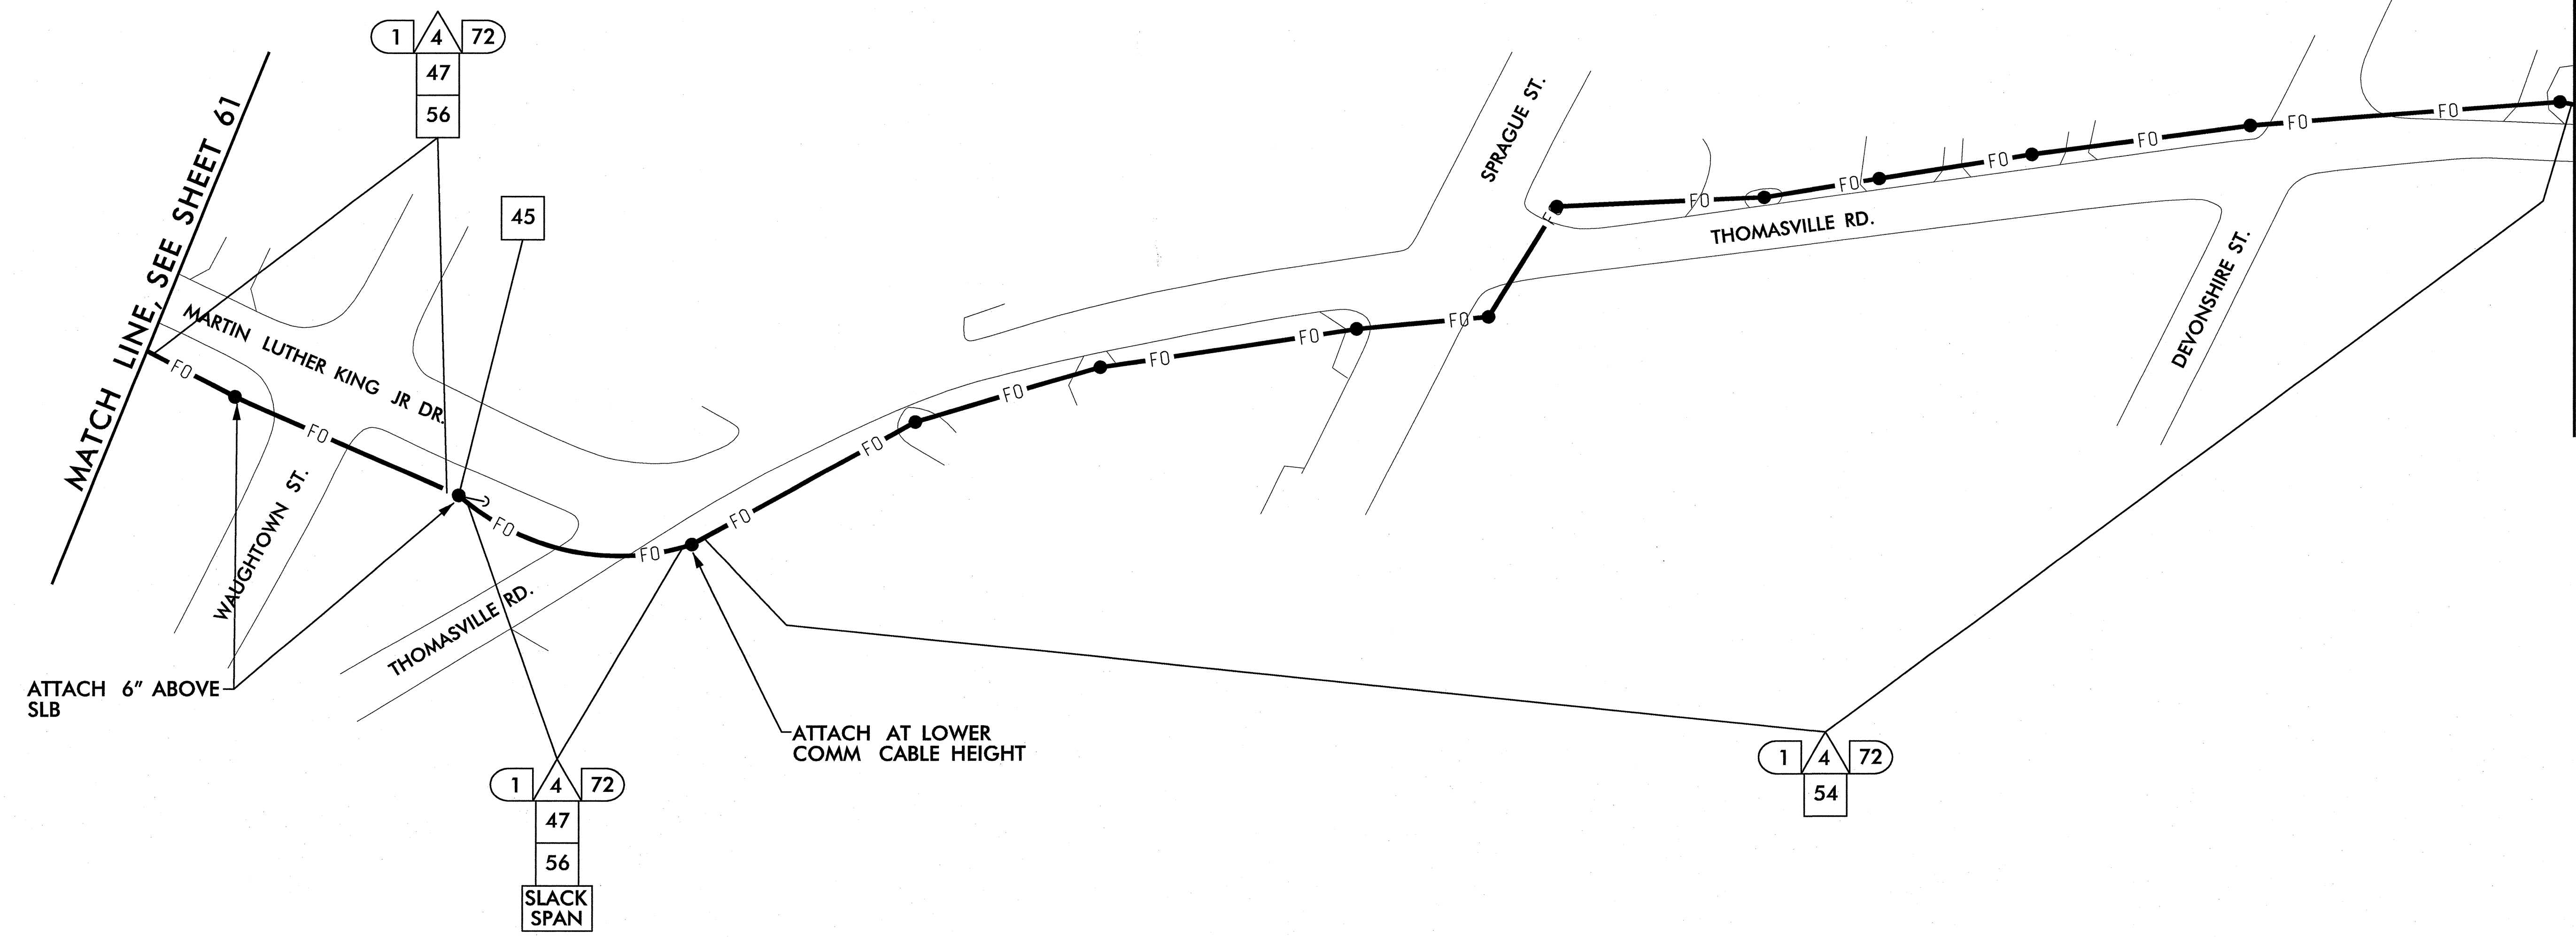 1 4 72
47
56
MATCH LINE, SEE SHEET 61
45
SPRAGUE ST.
THOMASVILLE RD.
DEVONSHIRE ST.
MARTIN LUTHER KING JR DR.
FO
FO
FO
FO
FO
FO
FO
FO
FO
FO
F
FO
FO
FO
FO
FO
FO
WAUGHTOWN ST.
THOMASVILLE RD.
ATTACH 6" ABOVE
SLB
ATTACH AT LOWER
COMM CABLE HEIGHT
1 4 72
47
56
SLACK
SPAN
1 4 72
54